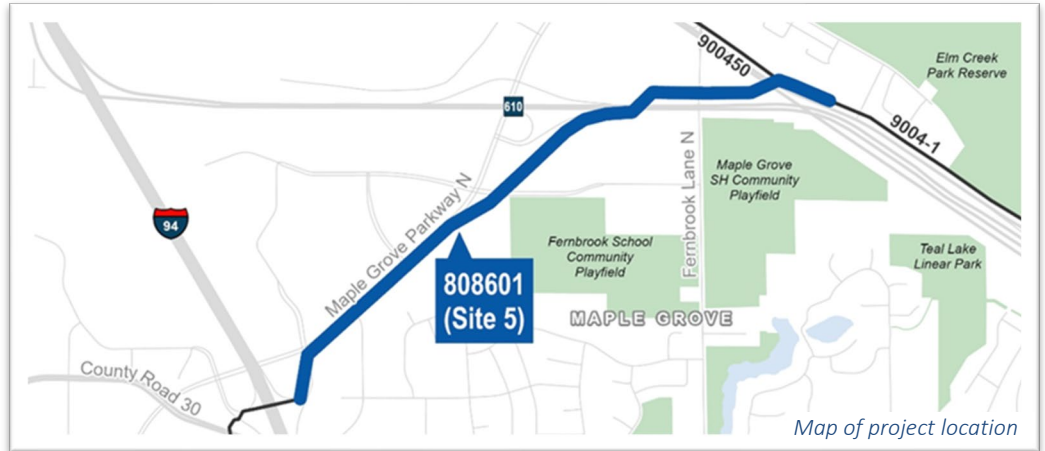 900450
Elm Creek
Park Reserve
610
9004-1
Maple Grove
SH Community
Playfield
Maple Grove Parkway N
Fernbrook Lane N
94
Fernbrook School
Community
Playfield
Teal Lake
Linear Park
808601
(Site 5)
MAPLE GROVE
County Road 30
Map of project location